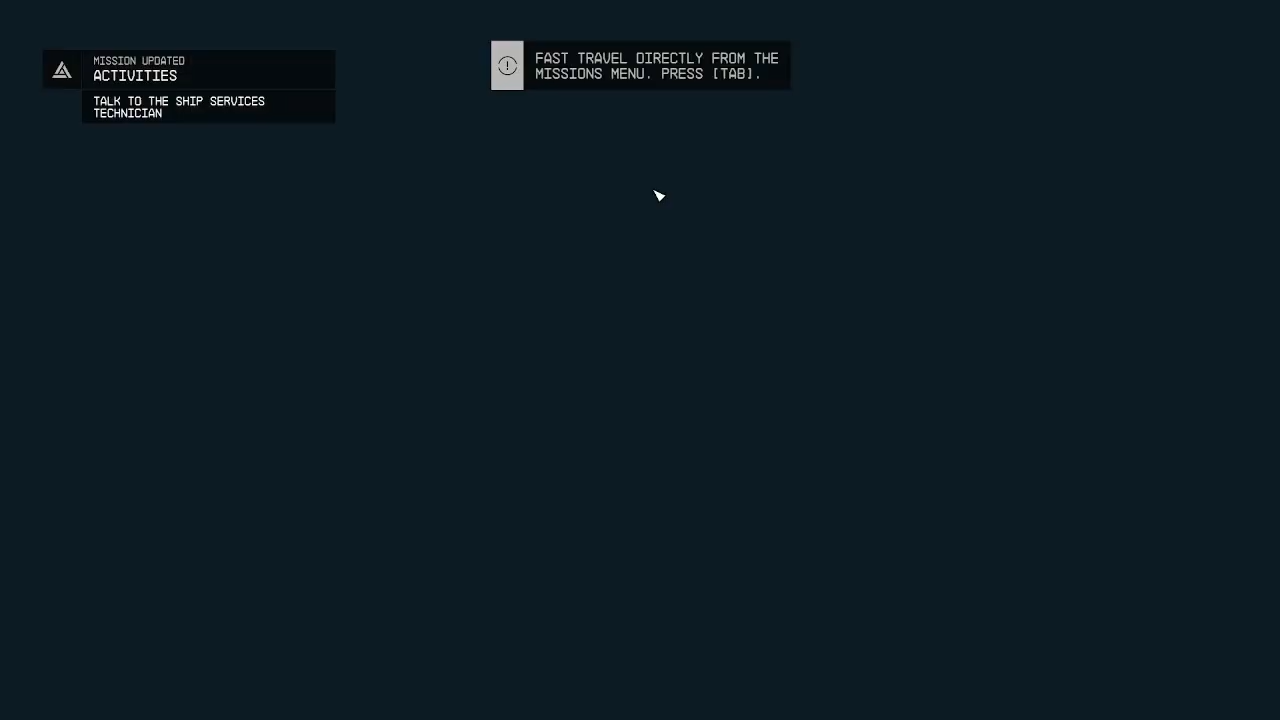 MISSION UPDATED
ACTIVITIES
TALK TO THE SHIP SERVICES
TECHNICIAN
FAST TRAVEL DIRECTLY FROM THE
MISSIONS MENU. PRESS [TAB].